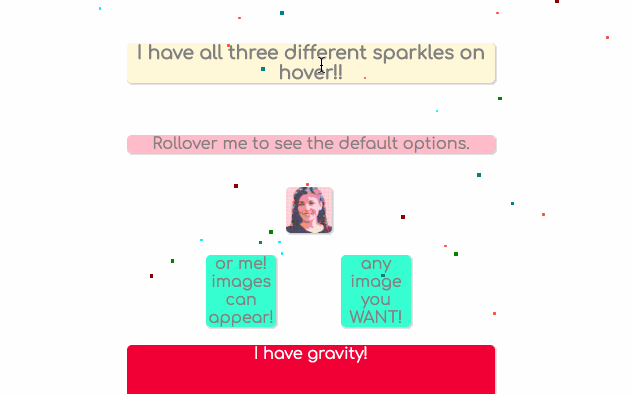 I have all three different sparkles on
hover!!
Rollover me to see the default options.
or me!
images
can
appear!
any
image
you
WANT!
I have gravity!